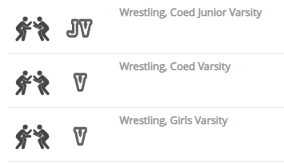 JV Wrestling, Coed Junior Varsity
V Wrestling, Coed Varsity
V Wrestling, Girls Varsity